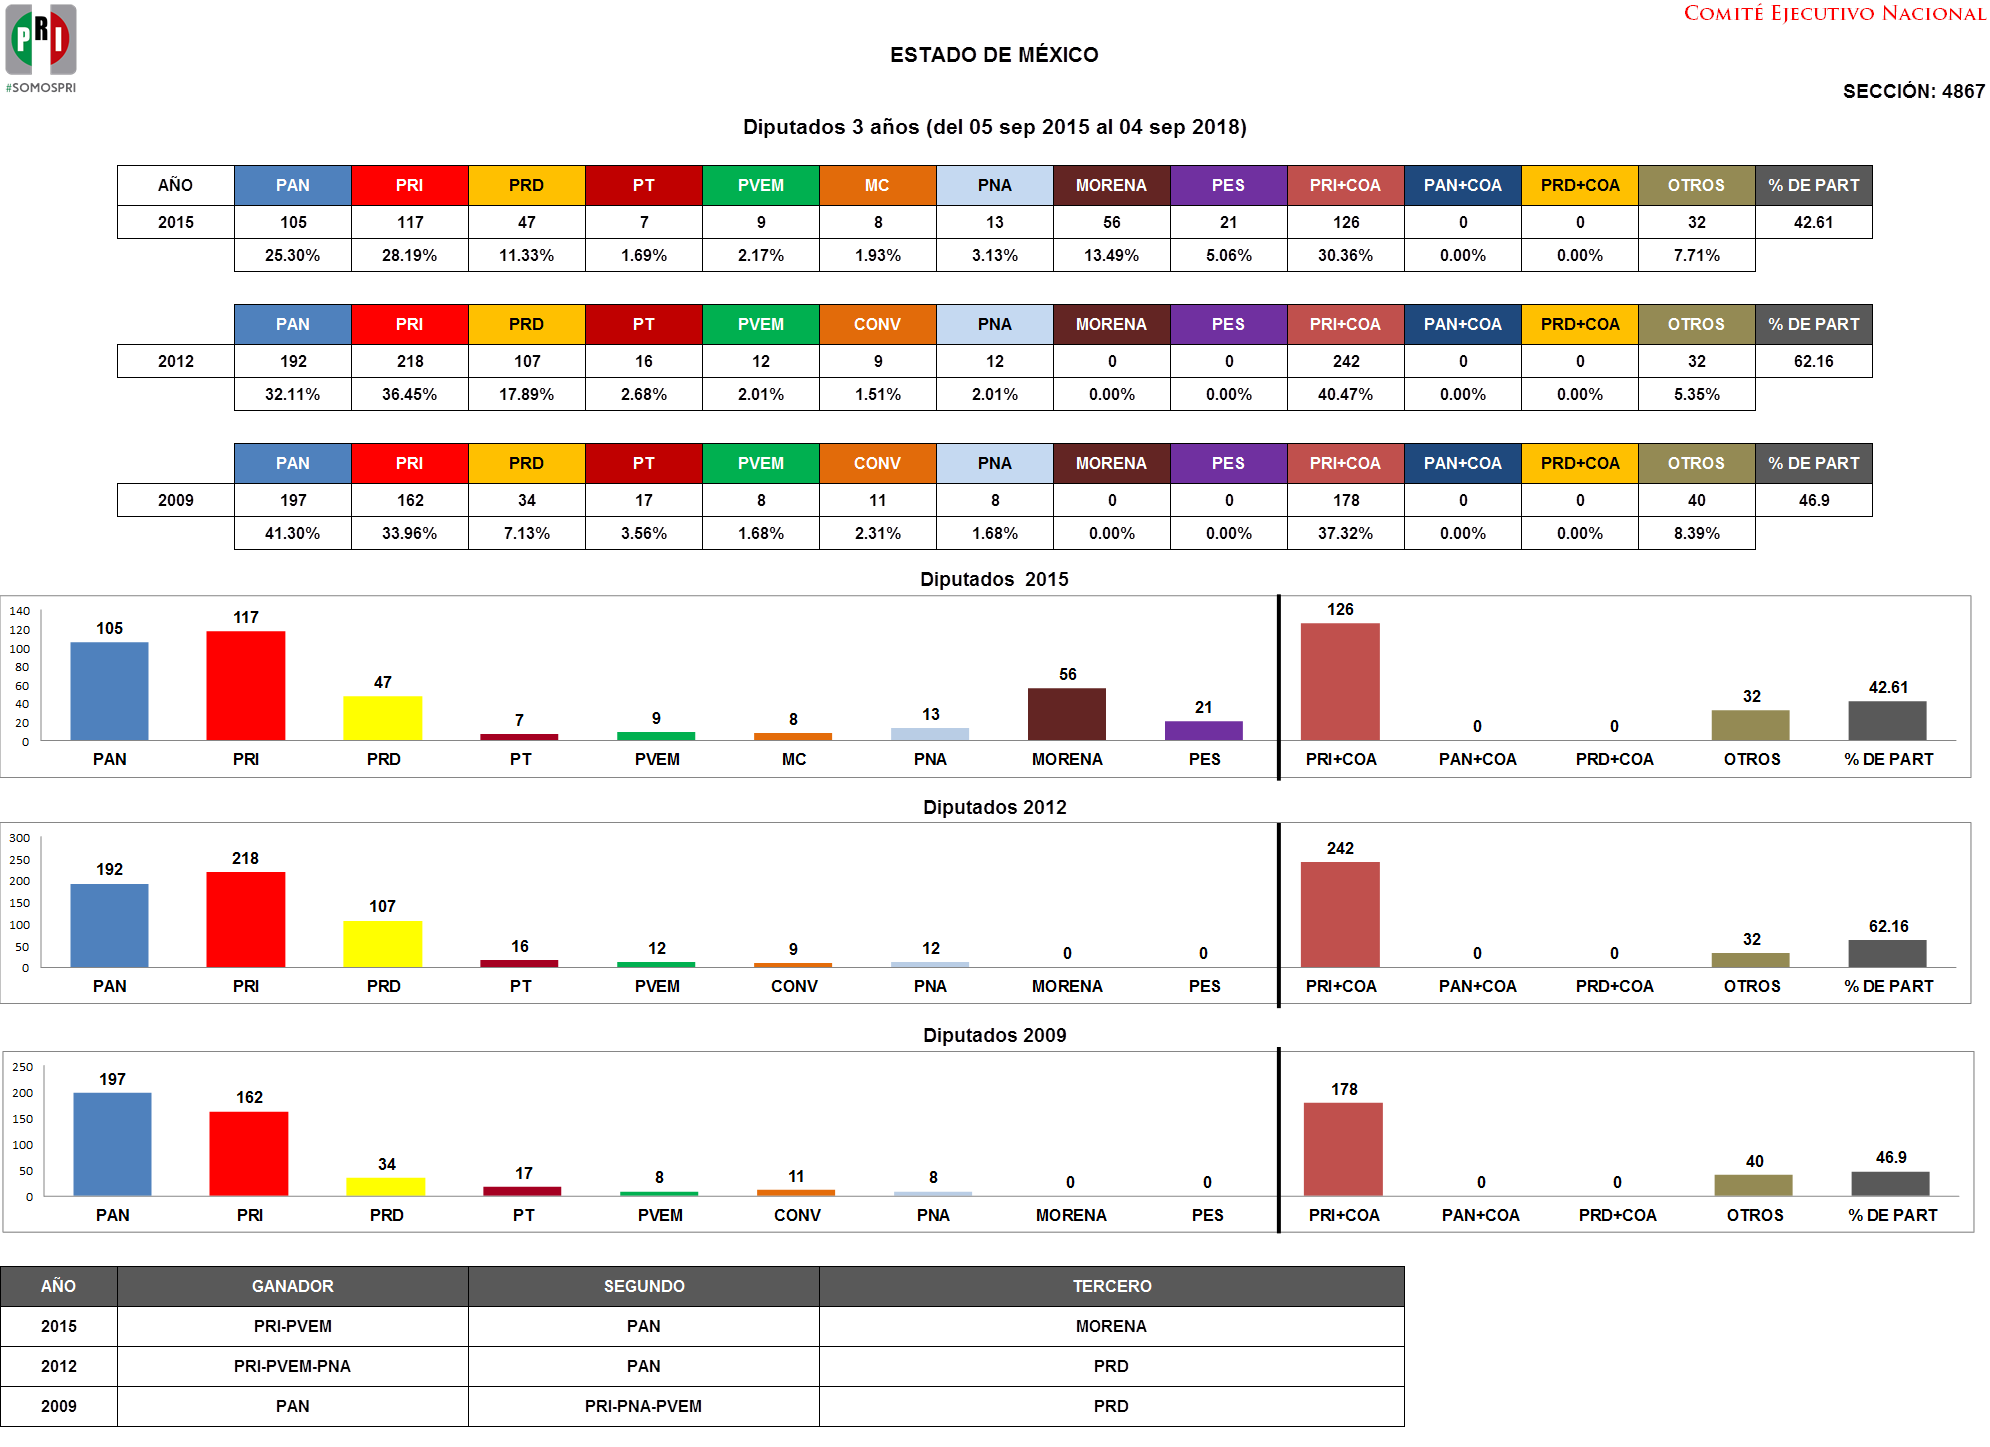 PRI
#SOMOSPRI
COMITÉ EJECUTIVO NACIONAL
ESTADO DE MÉXICO
SECCIÓN: 4867
Diputados 3 años (del 05 sep 2015 al 04 sep 2018)
AÑO PAN PRI PRD PT PVEM MC PNA MORENA PES PRI+COA PAN+COA PRD+COA OTROS % DE PART
2015 105 117 47 7 9 8 13 56 21 126 0 0 32 42.61
25.30% 28.19% 11.33% 1.69% 2.17% 1.93% 3.13% 13.49% 5.06% 30.36% 0.00% 0.00% 7.71%
PAN PRI PRD PT PVEM CONV PNA MORENA PES PRI+COA PAN+COA PRD+COA OTROS % DE PART
2012 192 218 107 16 12 9 12 0 0 242 0 0 32 62.16
32.11% 36.45% 17.89% 2.68% 2.01% 1.51% 2.01% 0.00% 0.00% 40.47% 0.00% 0.00% 5.35%
PAN PRI PRD PT PVEM CONV PNA MORENA PES PRI+COA PAN+COA PRD+COA OTROS % DE PART
2009 197 162 34 17 8 11 8 0 0 178 0 0 40 46.9
41.30% 33.96% 7.13% 3.56% 1.68% 2.31% 1.68% 0.00% 0.00% 37.32% 0.00% 0.00% 8.39%
Diputados 2015
140
120
100
80
60
40
20
0
105 117 47 7 9 8 13 56 21 126 0 0 32 42.61
PAN PRI PRD PT PVEM MC PNA MORENA PES PRI+COA PAN+COA PRD+COA OTROS % DE PART
Diputados 2012
300
250
200
150
100
50
0
192 218 107 16 12 9 12 0 0 242 0 0 32 62.16
PAN PRI PRD PT PVEM CONV PNA MORENA PES PRI+COA PAN+COA PRD+COA OTROS % DE PART
Diputados 2009
250
200
150
100
50
0
197 162 34 17 8 11 8 0 0 178 0 0 40 46.9
PAN PRI PRD PT PVEM CONV PNA MORENA PES PRI+COA PAN+COA PRD+COA OTROS % DE PART
AÑO GANADOR SEGUNDO TERCERO
2015 PRI-PVEM PAN MORENA
2012 PRI-PVEM-PNA PAN PRD
2009 PAN PRI-PNA-PVEM PRD